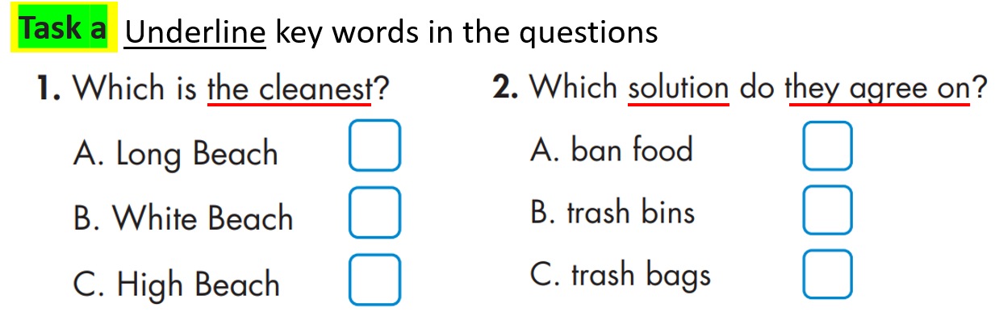 Task a Underline key words in the questions
1. Which is the cleanest?
A. Long Beach
B. White Beach
C. High Beach
2. Which solution do they agree on?
A. ban food
B. trash bins
C. trash bags